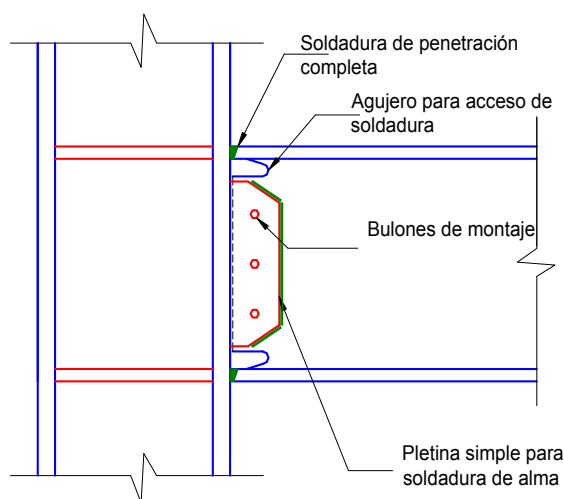 Soldadura de penetración
completa
Agujero para acceso de
soldadura
Bulones de montaje
Pletina simple para
soldadura de alma